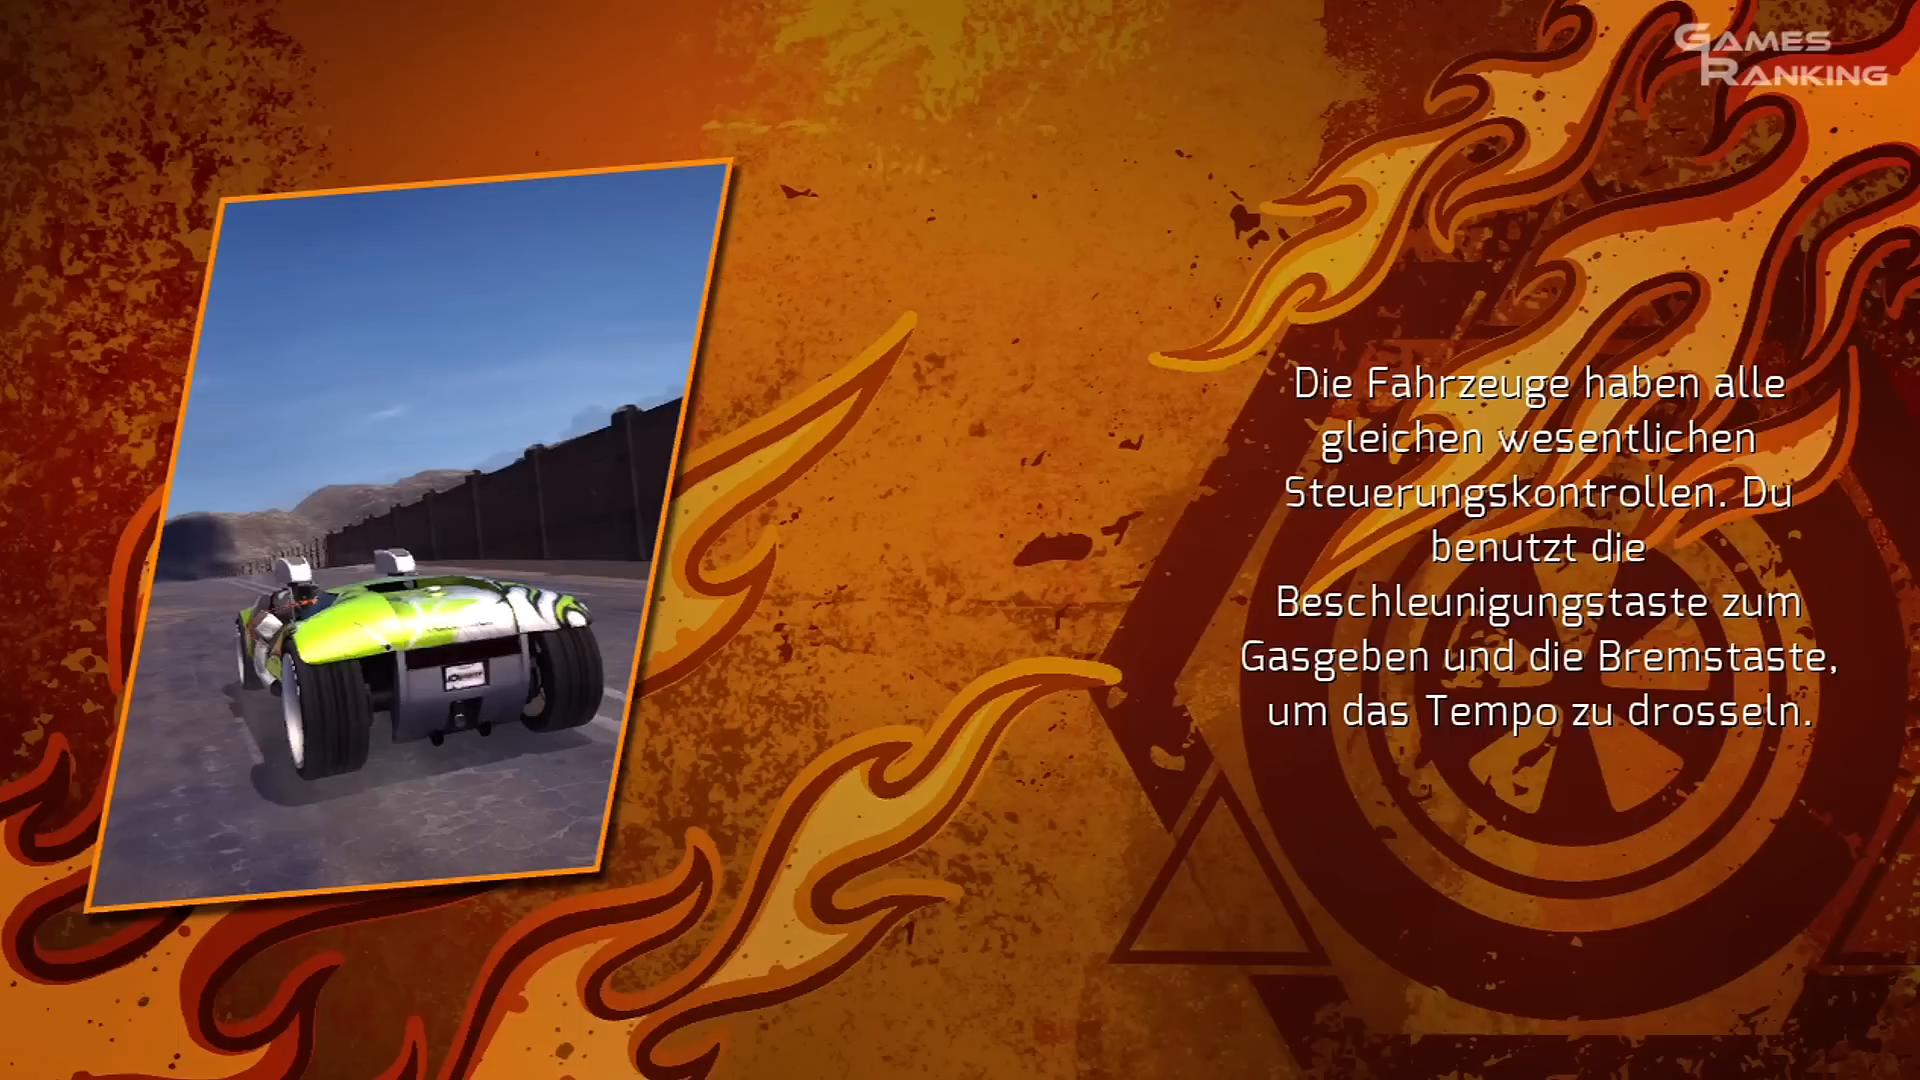 GAMES
RANKING
Die Fahrzeuge haben alle
gleichen wesentlichen
Steuerungskontrollen. Du
benutzt die
Beschleunigungstaste zum
Gasgeben und die Bremstaste,
um das Tempo zu drosseln.